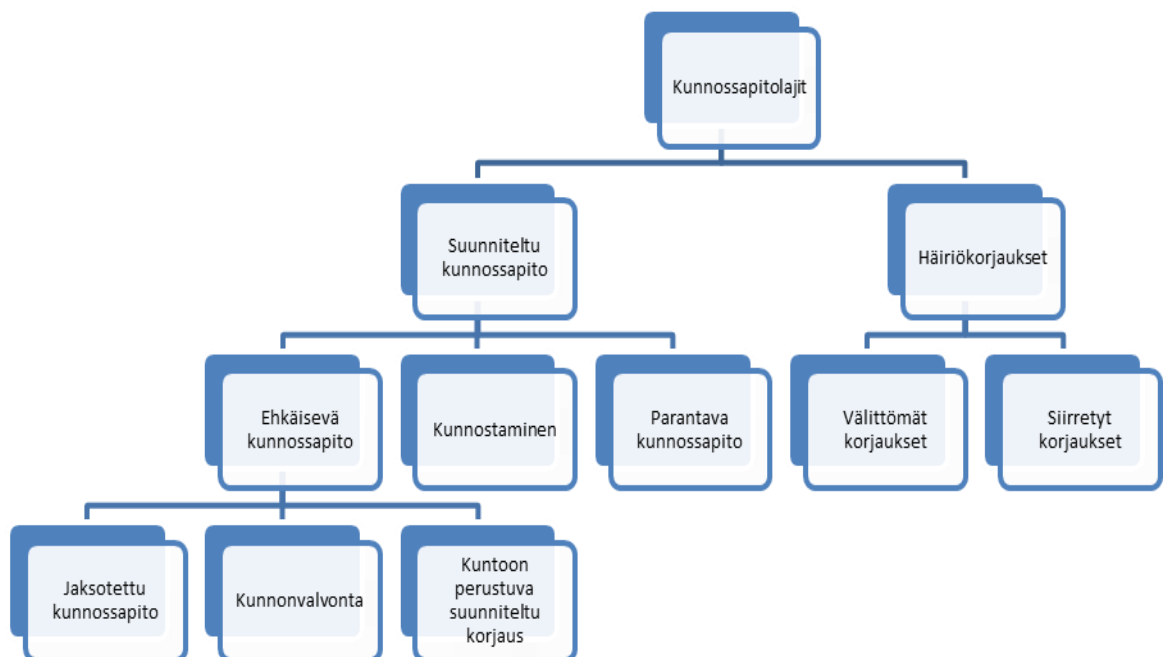 Kunnossapitolajit
Suunniteltu
kunnossapito
Häiriökorjaukset
Ehkäisevä
kunnossapito
Kunnostaminen
Parantava
kunnossapito
Välittömät
korjaukset
Siirretyt
korjaukset
Jaksotettu
kunnossapito
Kunnonvalvonta
Kuntoon
perustuva
suunniteltu
korjaus